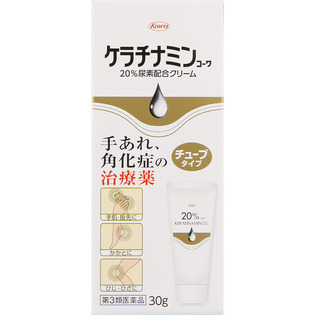 Kowa
ケラチナミンコーワ
20%尿素配合クリーム
手あれ、
角化症の
治療薬
チューブ
タイプ
手肌・指先に
かかとに
ひじ・ひざに
第3類医薬品
30g
Kowa
20%
KERATINAMIN